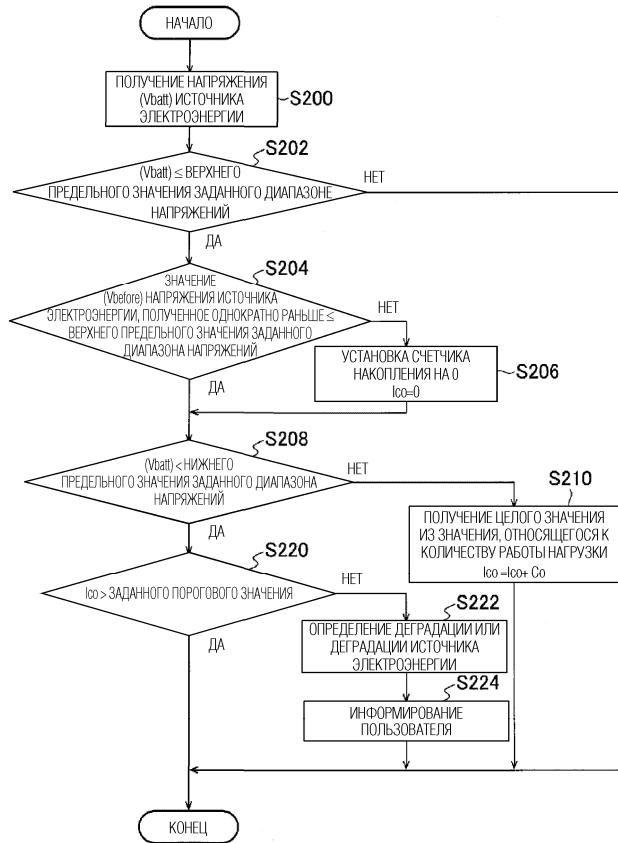 НАЧАЛО
ПОЛУЧЕНИЕ НАПРЯЖЕНИЯ
(Vbatt) ИСТОЧНИКА
ЭЛЕКТРОЭНЕРГИИ
S200
S202
(Vbatt) ≤ ВЕРХНЕГО
ПРЕДЕЛЬНОГО ЗНАЧЕНИЯ ЗАДАННОГО ДИАПАЗОНЕ
НАПРЯЖЕНИЙ
НЕТ
ДА
S204
ЗНАЧЕНИЕ
(Vbefore) НАПРЯЖЕНИЯ ИСТОЧНИКА
ЭЛЕКТРОЭНЕРГИИ, ПОЛУЧЕННОЕ ОДНОКРАТНО РАНЬШЕ ≤
ВЕРХНЕГО ПРЕДЕЛЬНОГО ЗНАЧЕНИЯ ЗАДАННОГО
ДИАПАЗОНА НАПРЯЖЕНИЙ
НЕТ
ДА
УСТАНОВКА СЧЕТЧИКА
НАКОПЛЕНИЯ НА 0
Ico=0
S206
S208
(Vbatt) < НИЖНЕГО
ПРЕДЕЛЬНОГО ЗНАЧЕНИЯ ЗАДАННОГО ДИАПАЗОНА
НАПРЯЖЕНИЙ
НЕТ
ДА
S210
ПОЛУЧЕНИЕ ЦЕЛОГО ЗНАЧЕНИЯ
ИЗ ЗНАЧЕНИЯ, ОТНОСЯЩЕГОСЯ К
КОЛИЧЕСТВУ РАБОТЫ НАГРУЗКИ
Ico =Ico+ Co
S220
Ico > ЗАДАННОГО ПОРОГОВОГО ЗНАЧЕНИЯ
НЕТ
ДА
S222
ОПРЕДЕЛЕНИЕ ДЕГРАДАЦИИ ИЛИ
ДЕГРАДАЦИИ ИСТОЧНИКА
ЭЛЕКТРОЭНЕРГИИ
S224
ИНФОРМИРОВАНИЕ
ПОЛЬЗОВАТЕЛЯ
КОНЕЦ